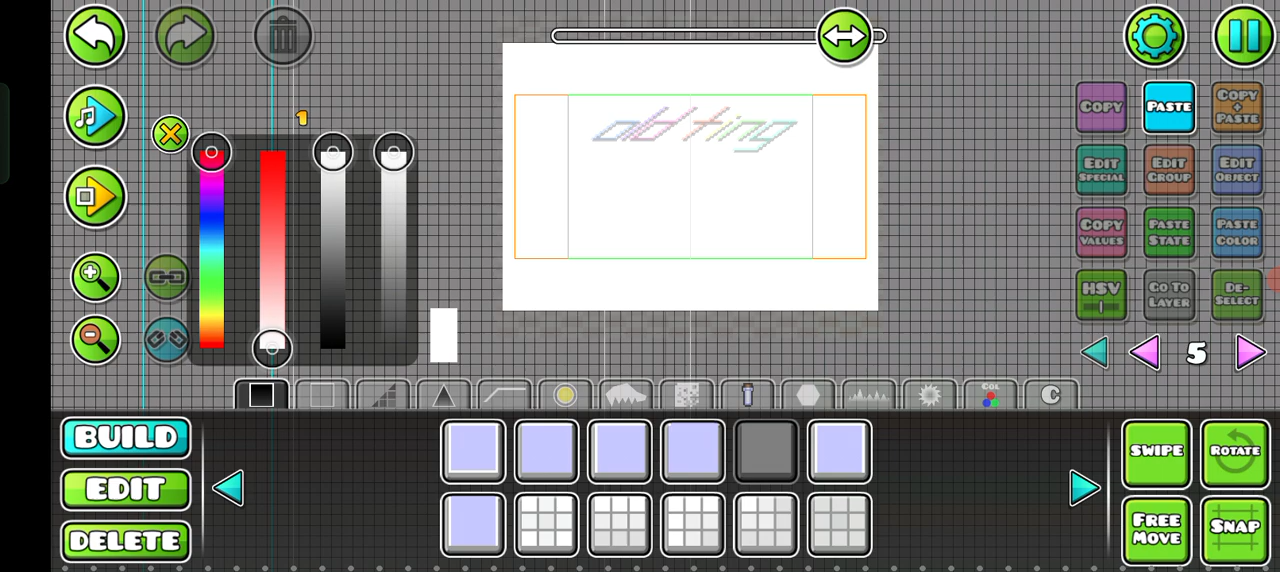 1
COPY
PASTE
COPY
+
PASTE
EDIT
SPECIAL
EDIT
GROUP
EDIT
OBJECT
COPY
VALUES
PASTE
STATE
PASTE
COLOR
HSV
GO TO
LAYER
DE-
SELECT
5
COL
C
BUILD
EDIT
DELETE
SWIPE
ROTATE
FREE
MOVE
SNAP